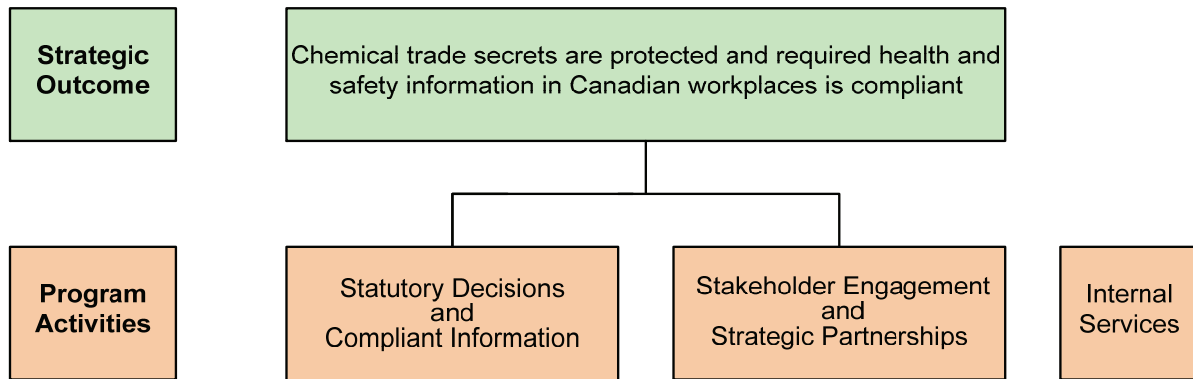 Strategic
Outcome
Chemical trade secrets are protected and required health and
safety information in Canadian workplaces is compliant
Program
Activities
Statutory Decisions
and
Compliant Information
Stakeholder Engagement
and
Strategic Partnerships
Internal
Services